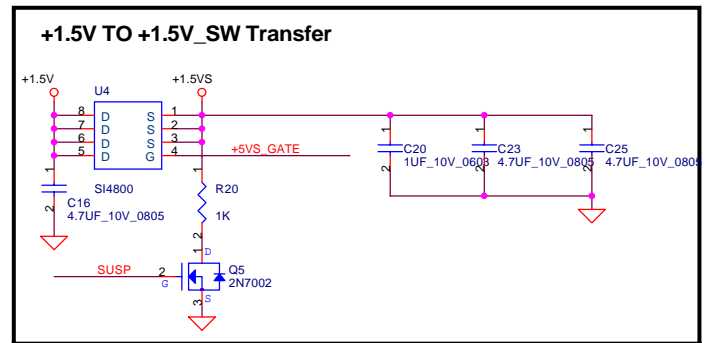 +1.5V TO +1.5V_SW Transfer
+1.5V
U4
+1.5VS
8 D S 1
7 D S 2
6 D S 3
5 D G 4
+5VS_GATE
SI4800
1
C16
2
4.7UF_10V_0805
1
R20
1K
2
1
C20
2
1UF_10V_0603
1
C23
2
4.7UF_10V_0805
1
C25
2
4.7UF_10V_0805
SUSP
1 D
2
G
Q5
2N7002
3 S